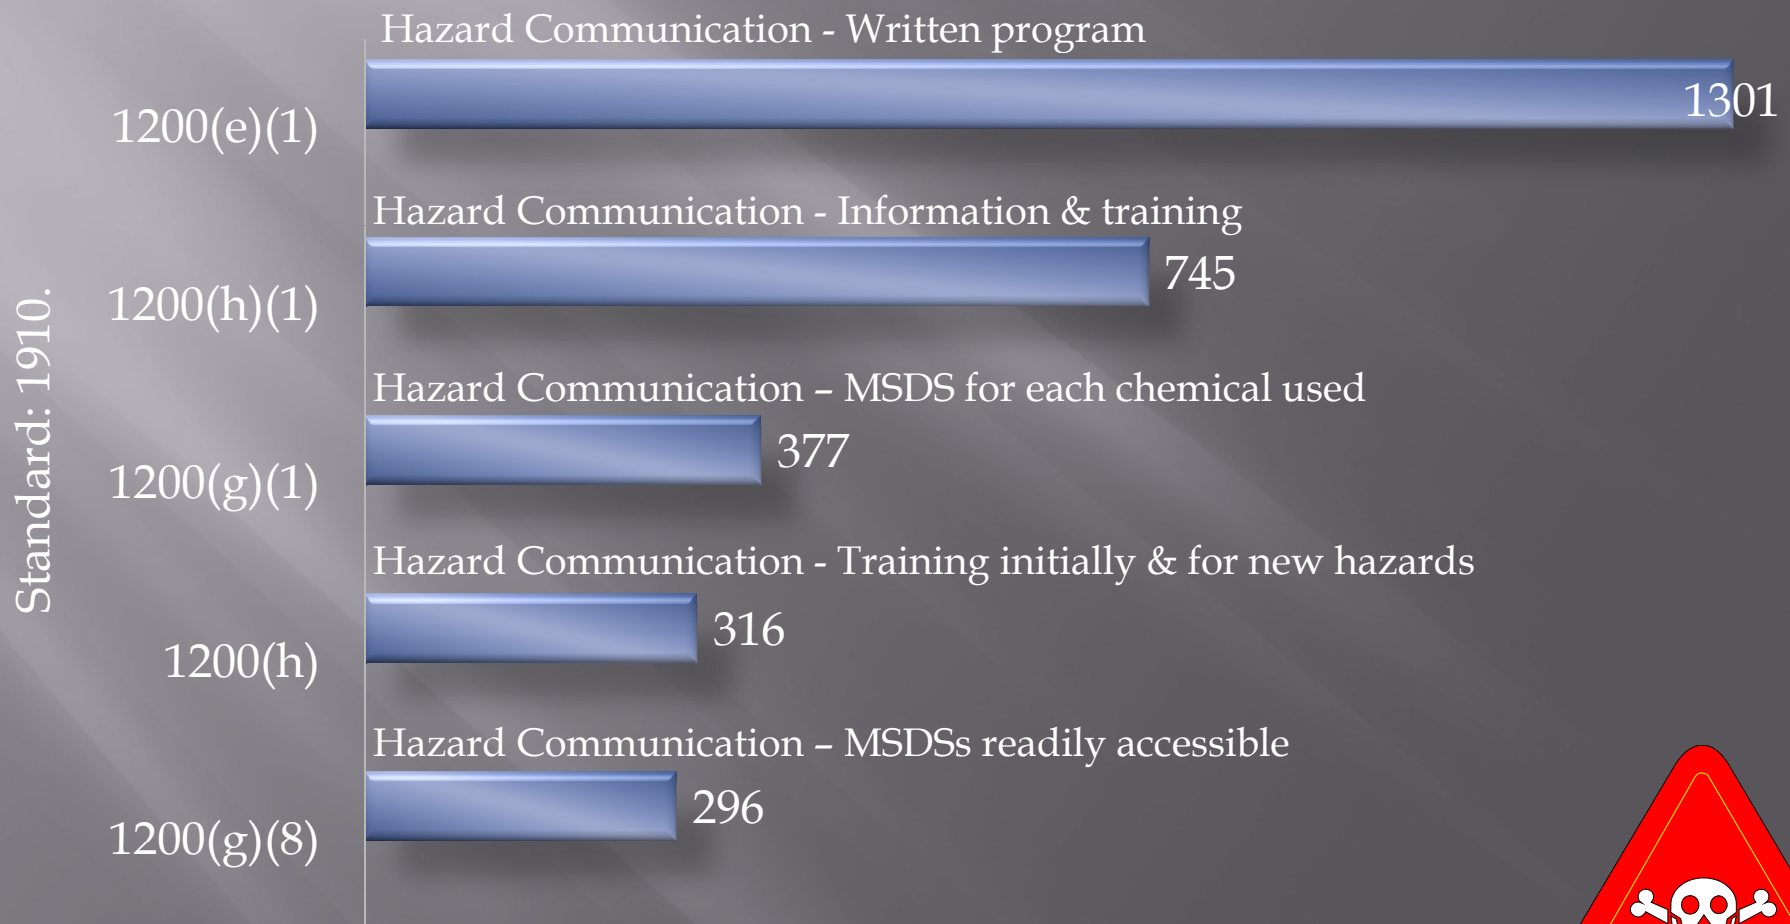 Hazard Communication - Written program
1200(e)(1)
1301
Hazard Communication - Information & training
1200(h)(1)
745
Hazard Communication – MSDS for each chemical used
1200(g)(1)
377
Hazard Communication - Training initially & for new hazards
1200(h)
316
Hazard Communication – MSDSs readily accessible
1200(g)(8)
296
Standard: 1910.